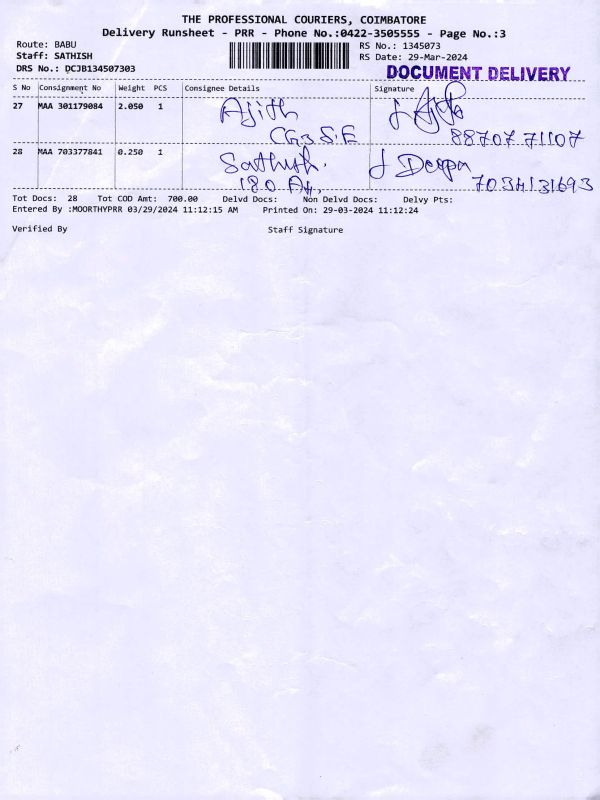 THE PROFESSIONAL COURIERS, COIMBATORE
Delivery Runsheet - PRR - Phone No.:0422-3505555 - Page No.:3
Route: BABU
Staff: SATHISH
DRS No.: DCJB134507303
RS No.: 1345073
RS Date: 29-Mar-2024
DOCUMENT DELIVERY
S No Consignment No Weight PCS Consignee Details Signature
27 MAA 301179084 2.050 1 Ajith
88707 71107
28 MAA 703377841 0.250 1 Sathish. Deepa
180 7034131693
Tot Docs: 28 Tot COD Amt: 700.00 Delvd Docs: Non Delvd Docs: Delvy Pts:
Entered By :MOORTHYPRR 03/29/2024 11:12:15 AM Printed On: 29-03-2024 11:12:24
Verified By Staff Signature